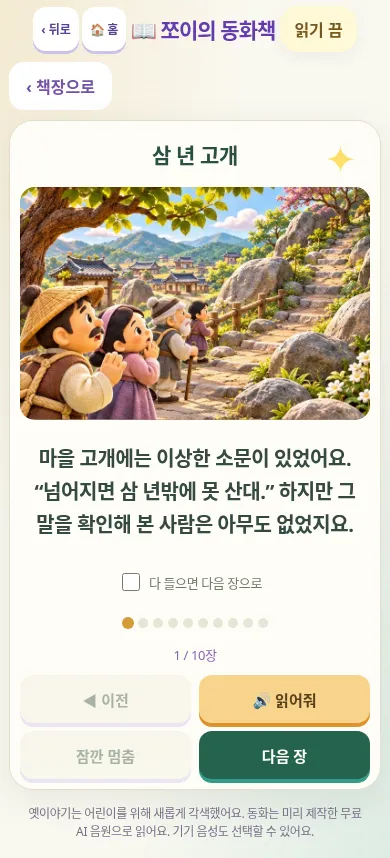 ‹ 뒤로
🏠 홈
📖 쪼이의 동화책
읽기 끔
‹ 책장으로
삼 년 고개
마을 고개에는 이상한 소문이 있었어요.
“넘어지면 삼 년밖에 못 산대.” 하지만 그
말을 확인해 본 사람은 아무도 없었지요.
다 들으면 다음 장으로
1 / 10장
◀ 이전
🔊 읽어줘
잠깐 멈춤
다음 장
옛이야기는 어린이를 위해 새롭게 각색했어요. 동화는 미리 제작한 무료
AI 음원으로 읽어요. 기기 음성도 선택할 수 있어요.